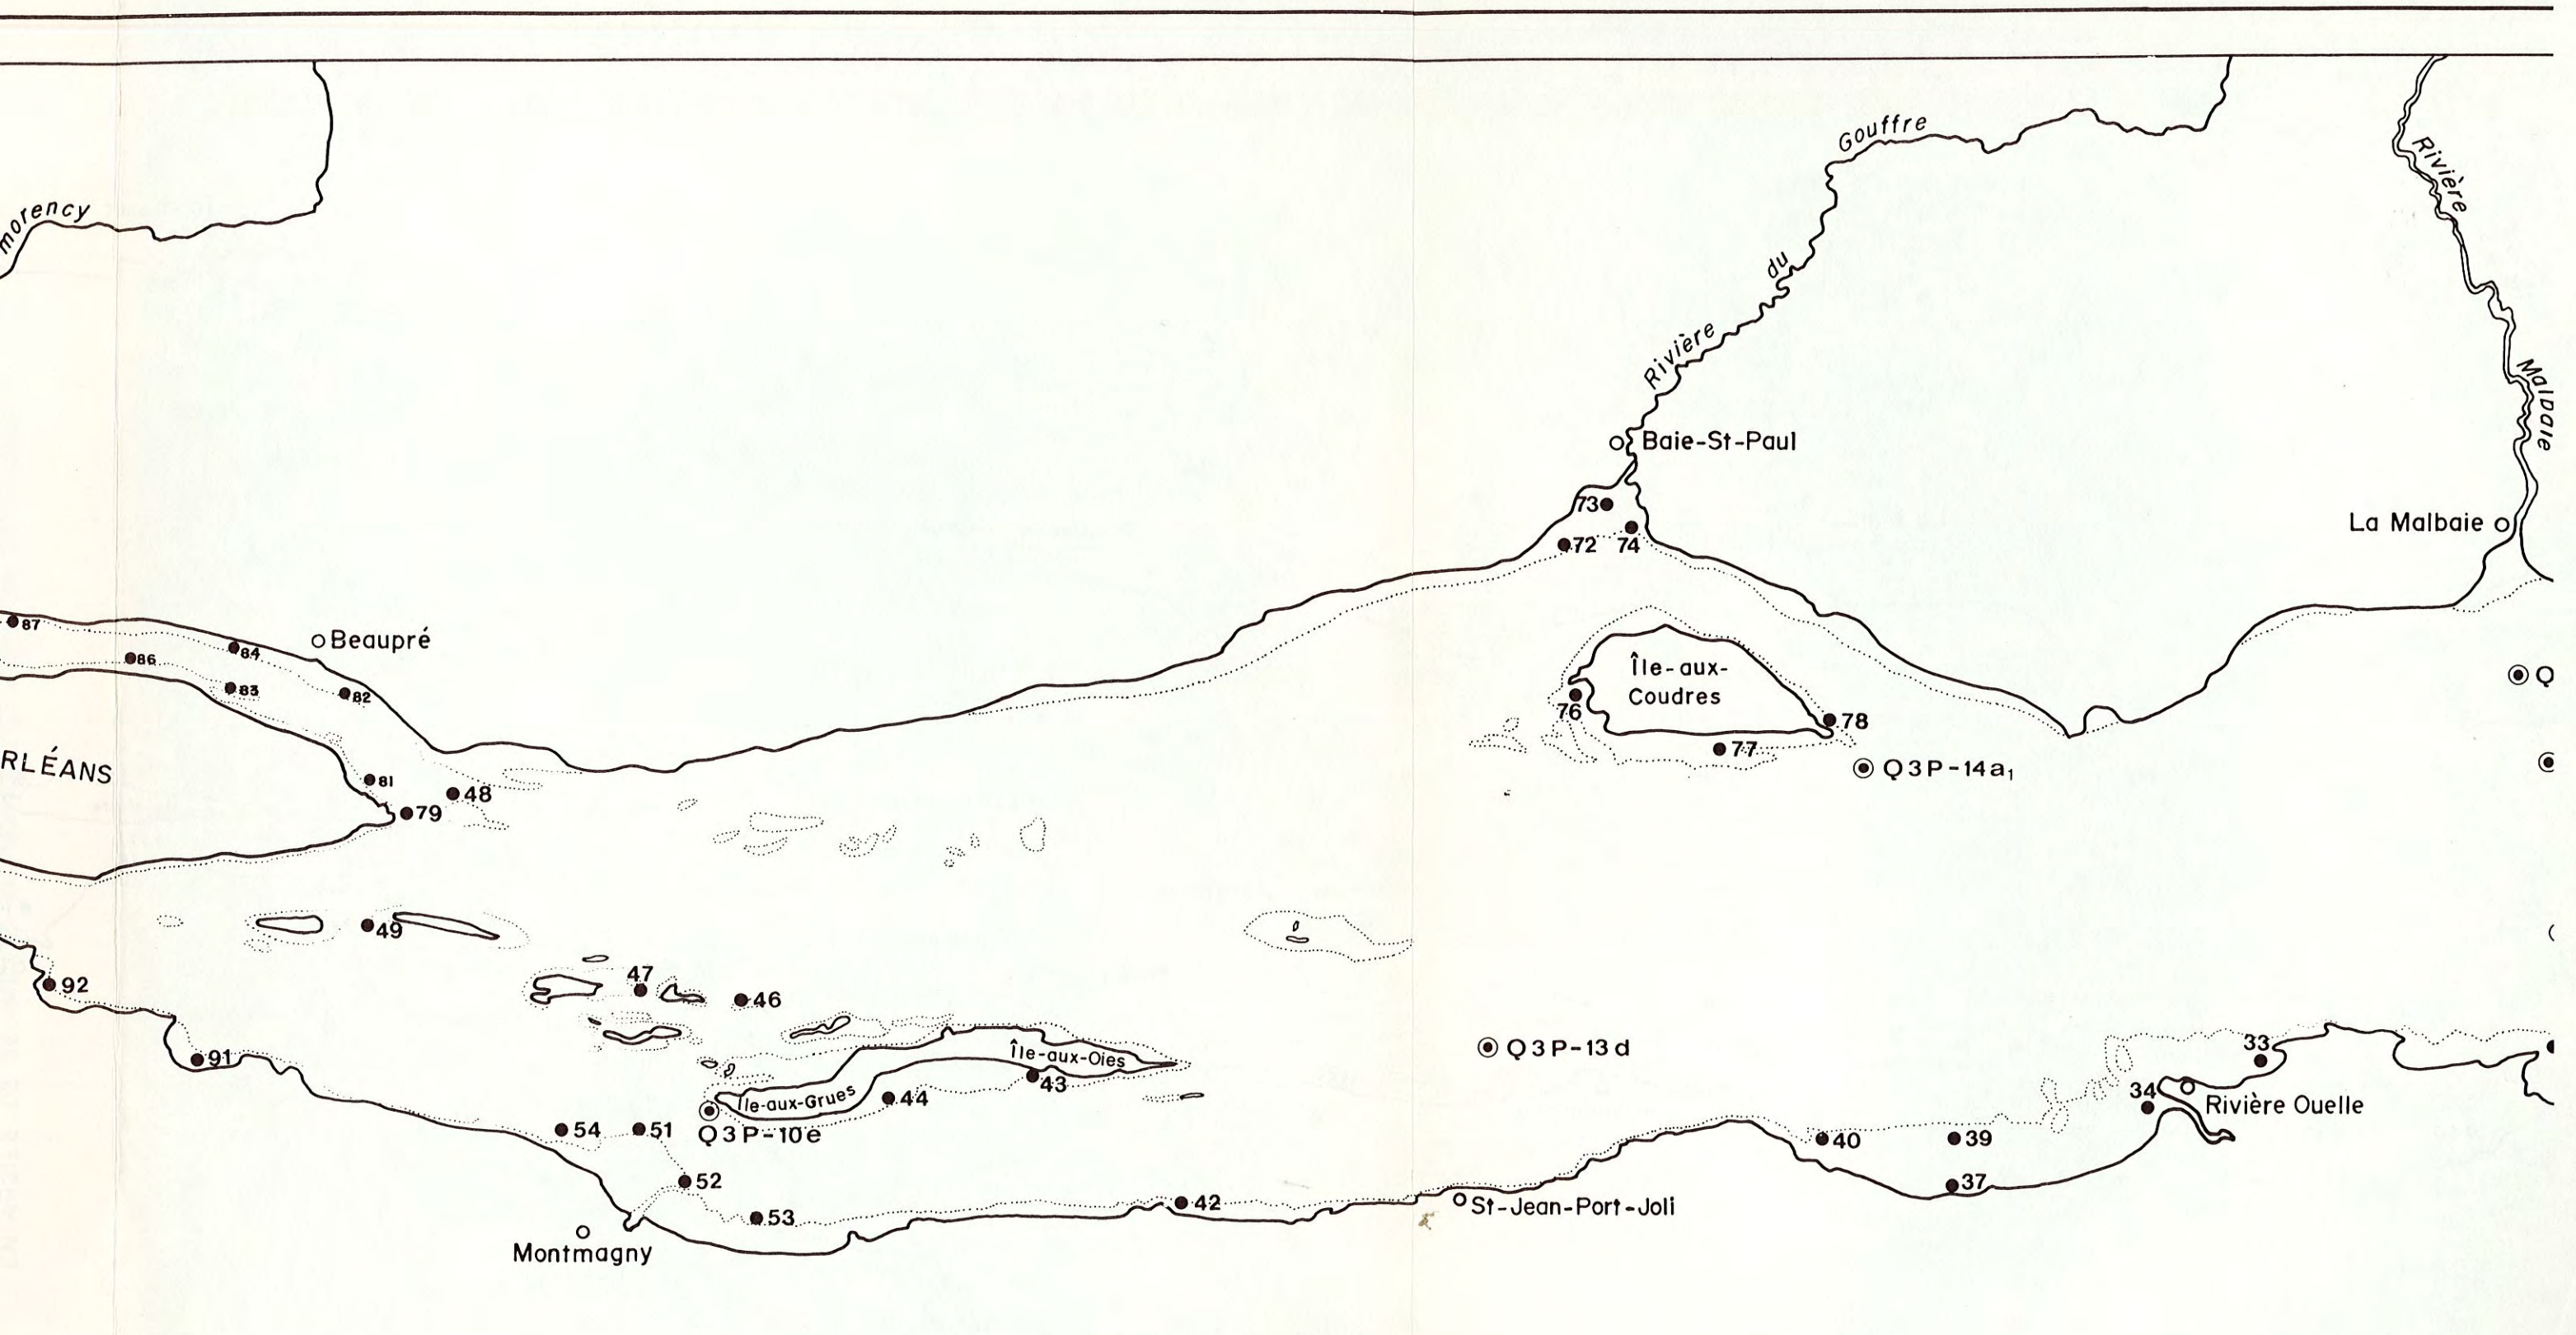 Gouffre
du
Rivière
Rivière
Malbaie
morency
Baie-St-Paul
73
72
74
La Malbaie
87
Beaupré
84
86
83
82
Île-aux-
Coudres
76
78
77
Q3P-14a₁
Q
RLÉANS
81
48
79
49
47
46
92
91
Île-aux-Oies
43
Île-aux-Grues
44
Q3P-10e
Q3P-13d
33
34
Rivière Ouelle
54
51
52
53
42
40
39
37
St-Jean-Port-Joli
Montmagny